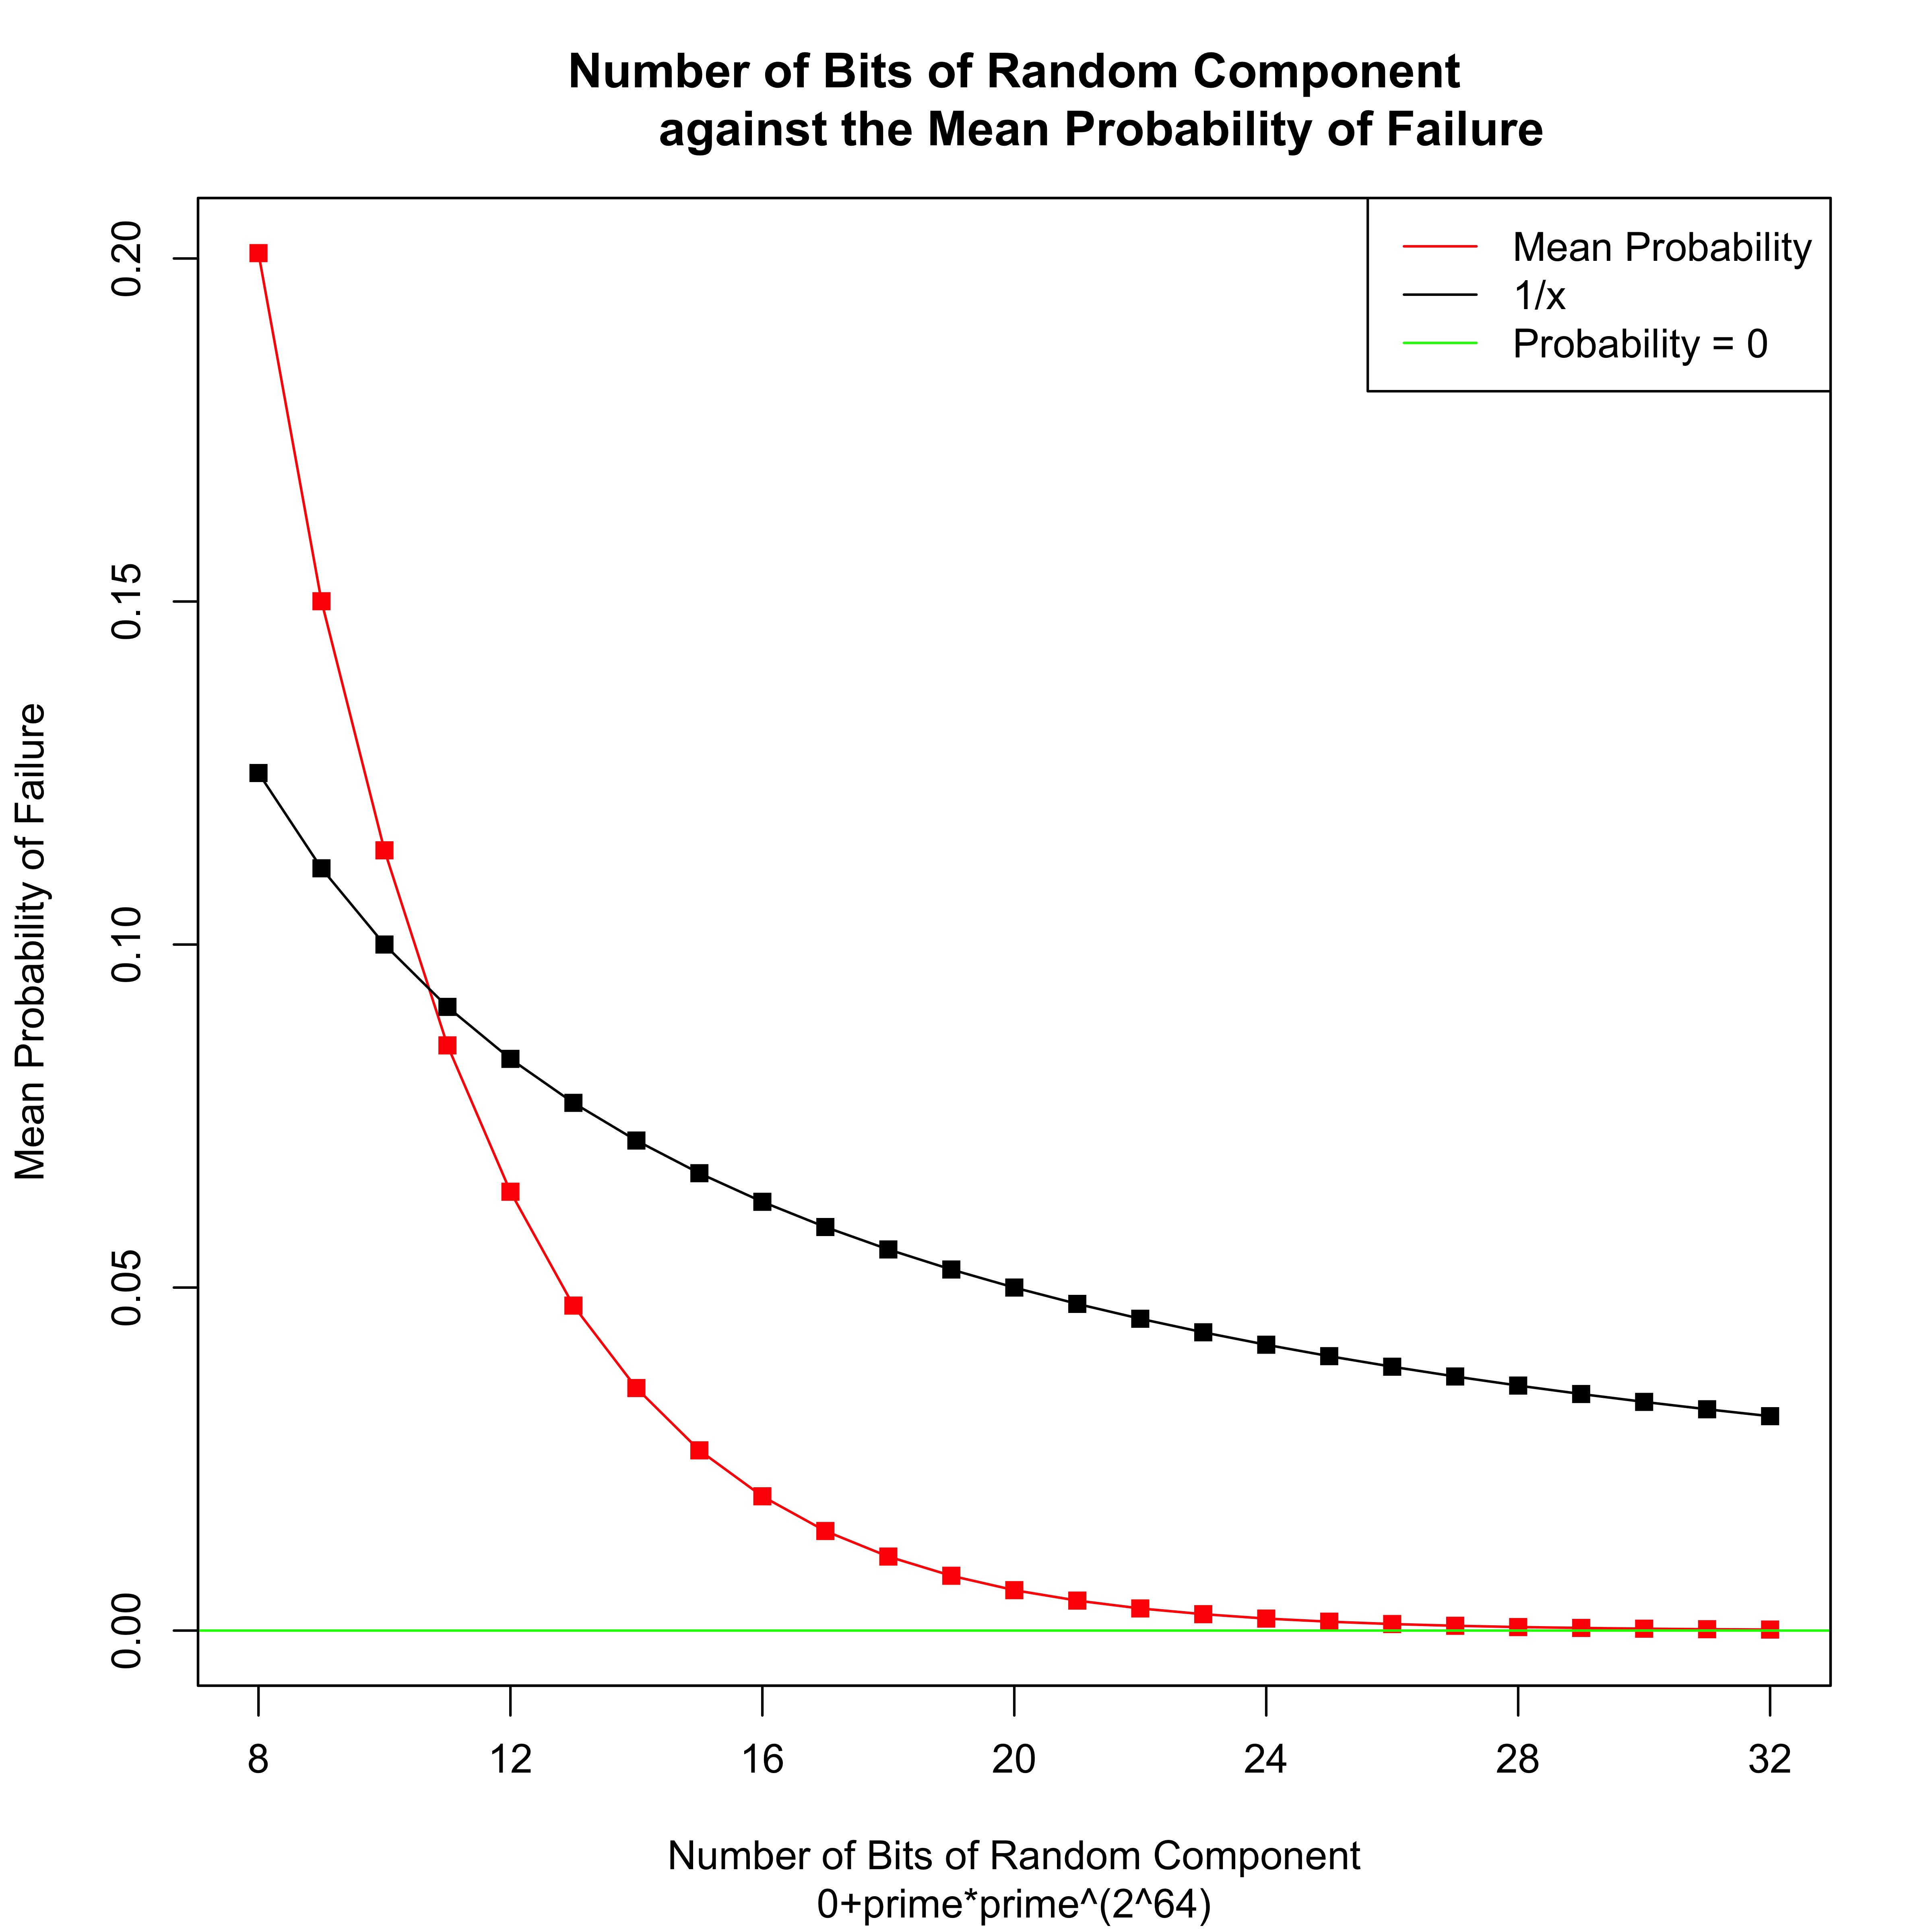 Number of Bits of Random Component
against the Mean Probability of Failure
Mean Probability
1/x
Probability = 0
Mean Probability of Failure
0.20
0.15
0.10
0.05
0.00
8 12 16 20 24 28 32
Number of Bits of Random Component
0+prime*prime^(2^64)